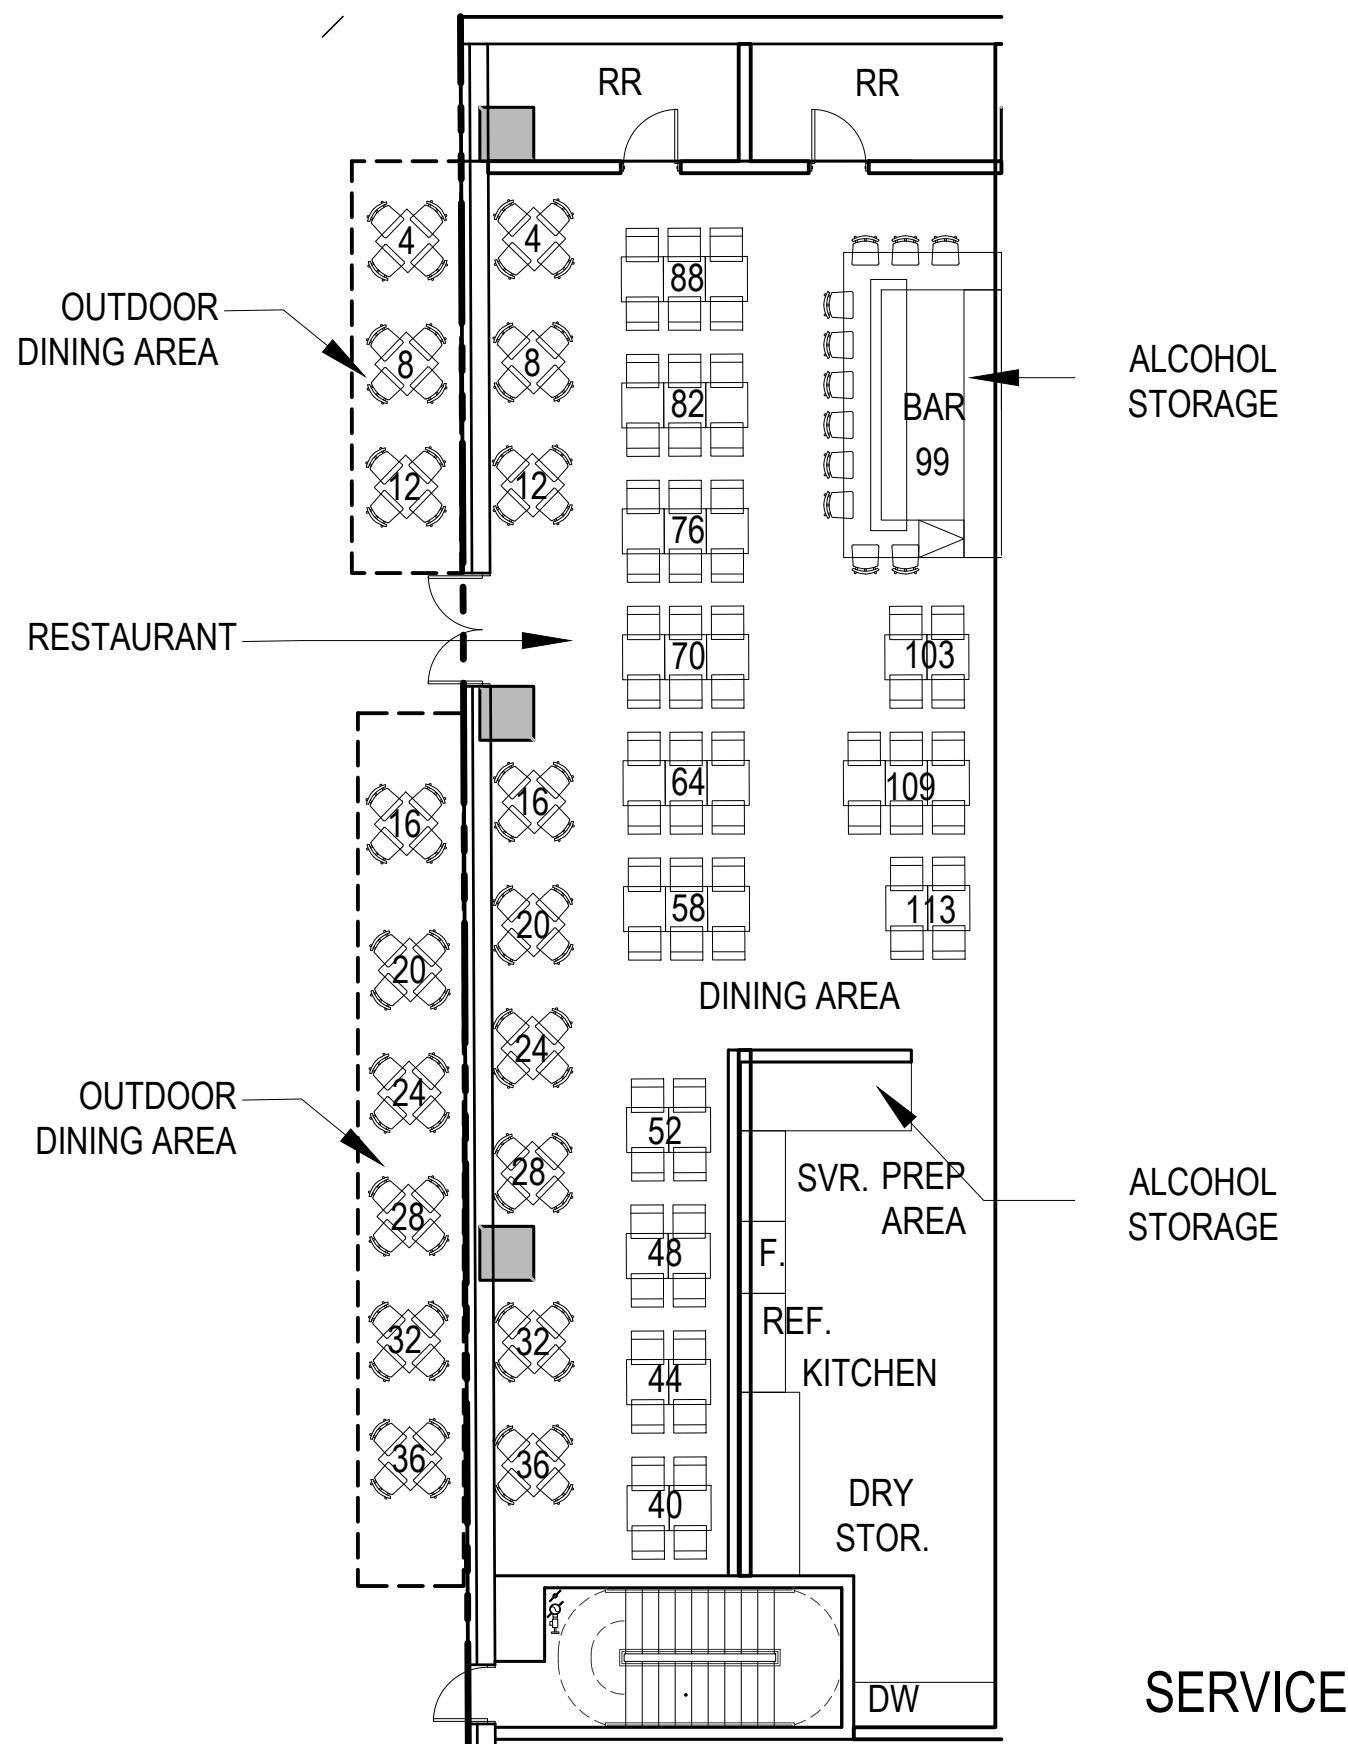 RR
RR
4
4
88
OUTDOOR
DINING AREA
8
8
82
BAR
99
ALCOHOL
STORAGE
12
12
76
RESTAURANT
70
103
16
16
64
109
20
20
58
113
DINING AREA
24
24
52
OUTDOOR
DINING AREA
28
28
SVR. PREP
AREA
ALCOHOL
STORAGE
48
F.
REF.
32
32
44
KITCHEN
36
36
40
DRY
STOR.
DW
SERVICE